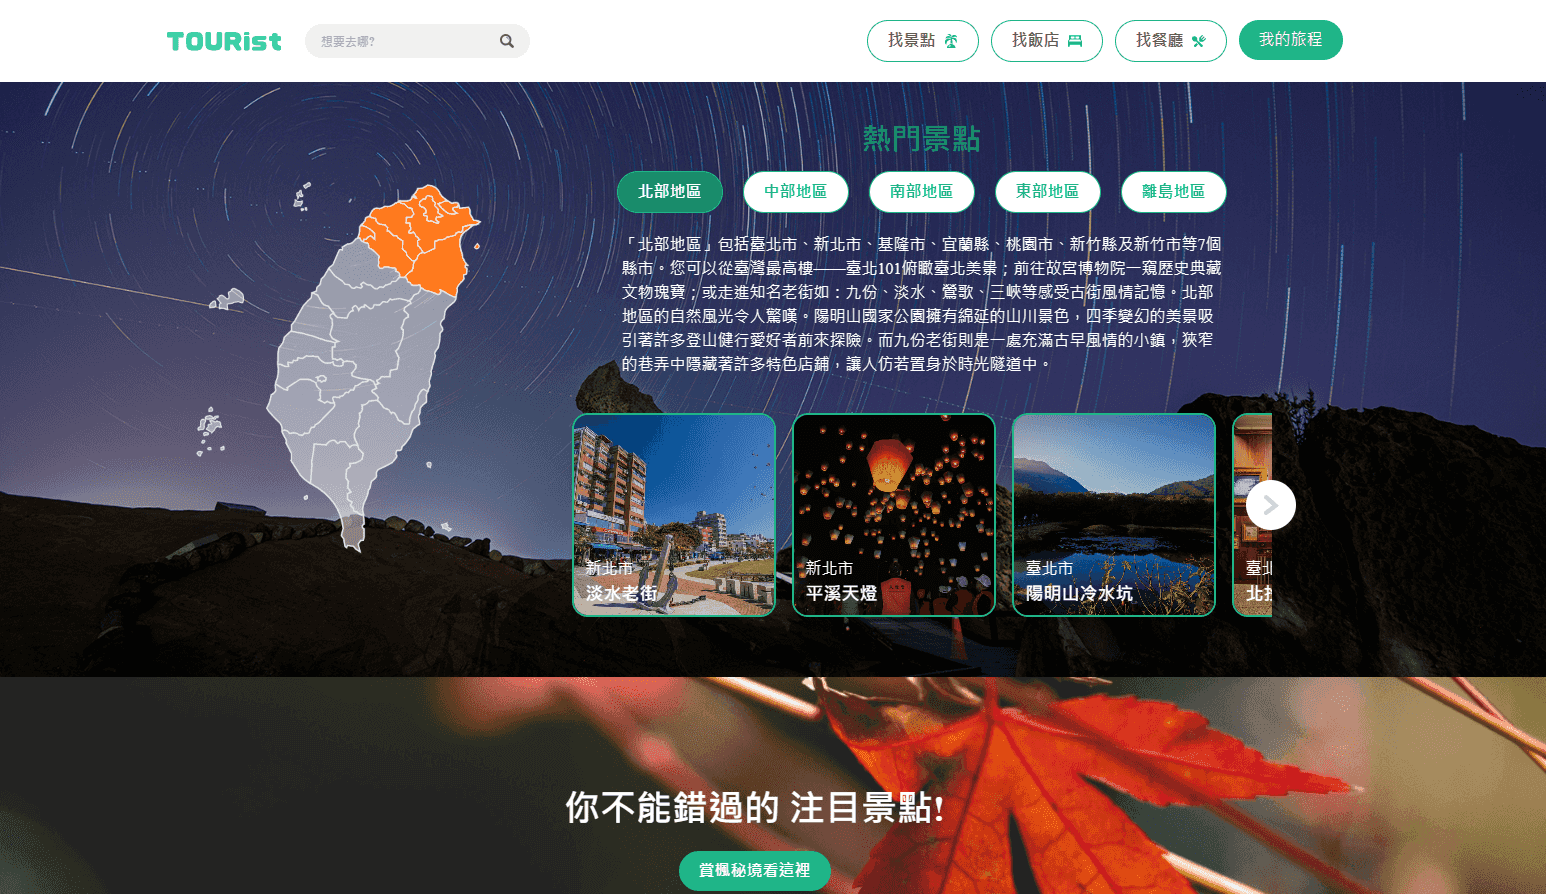 TOURist
想要去哪?
找景點
找飯店
找餐廳
我的旅程
熱門景點
北部地區
中部地區
南部地區
東部地區
離島地區
「北部地區」包括臺北市、新北市、基隆市、宜蘭縣、桃園市、新竹縣及新竹市等7個
縣市。您可以從臺灣最高樓——臺北101俯瞰臺北美景；前往故宮博物院一窺歷史典藏
文物瑰寶；或走進知名老街如：九份、淡水、鶯歌、三峽等感受古街風情記憶。北部
地區的自然風光令人驚嘆。陽明山國家公園擁有綿延的山川景色，四季變幻的美景吸
引著許多登山健行愛好者前來探險。而九份老街則是一處充滿古早風情的小鎮，狹窄
的巷弄中隱藏著許多特色店鋪，讓人仿若置身於時光隧道中。
新北市
淡水老街
新北市
平溪天燈
臺北市
陽明山冷水坑
你不能錯過的 注目景點!
賞楓秘境看這裡